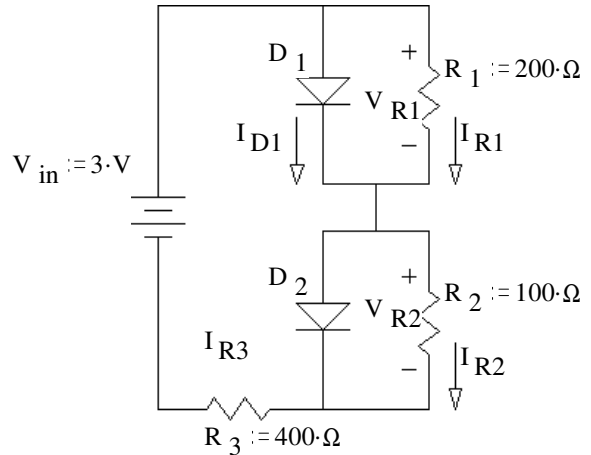 D 1
+
R 1 := 200·Ω
V R1
I D1
−
I R1
V in := 3·V
D 2
+
R 2 := 100·Ω
V R2
I R3
−
I R2
R 3 := 400·Ω